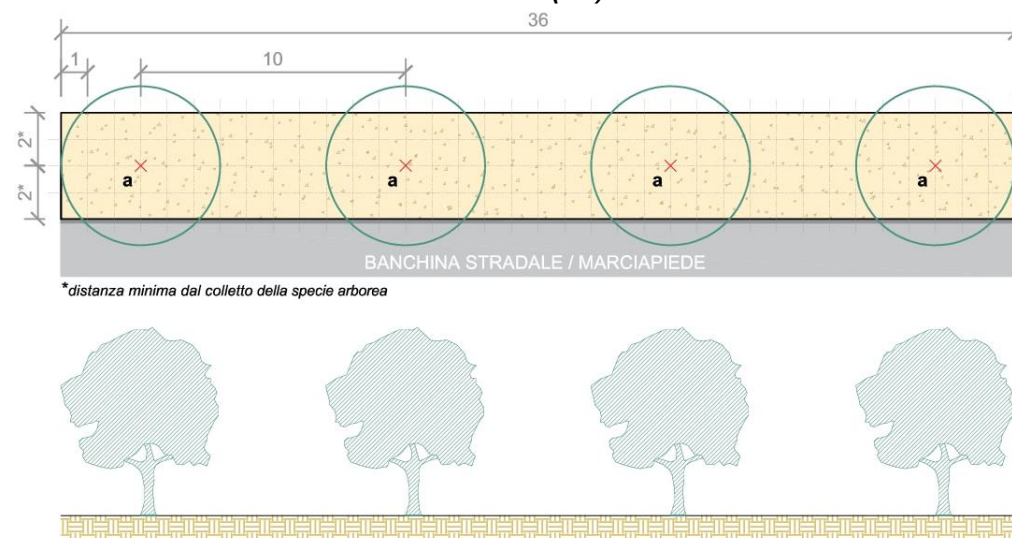 36
1
10
2*
2*
a
a
a
a
BANCHINA STRADALE / MARCIAPIEDE
*distanza minima dal colletto della specie arborea